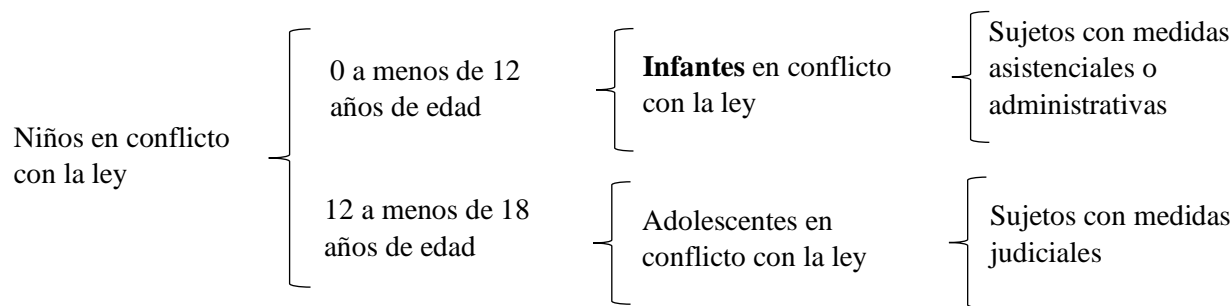 Niños en conflicto
con la ley
0 a menos de 12
años de edad
Infantes en conflicto
con la ley
Sujetos con medidas
asistenciales o
administrativas
12 a menos de 18
años de edad
Adolescentes en
conflicto con la ley
Sujetos con medidas
judiciales